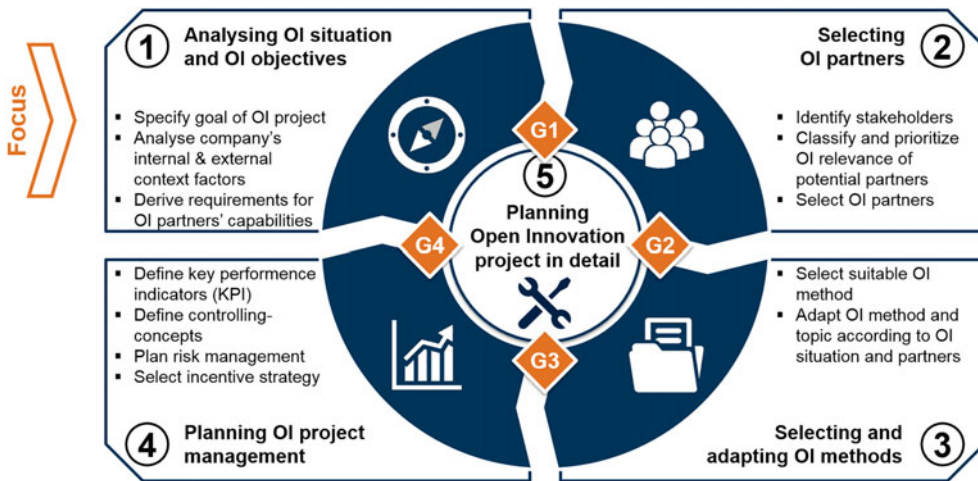 Focus
1
Analysing OI situation
and OI objectives
▪ Specify goal of OI project
▪ Analyse company's
internal & external
context factors
▪ Derive requirements for
OI partners' capabilities
2
Selecting
OI partners
▪ Identify stakeholders
▪ Classify and prioritize
OI relevance of
potential partners
▪ Select OI partners
G1
5
Planning
Open Innovation
project in detail
G4
G2
G3
▪ Select suitable OI
method
▪ Adapt OI method and
topic according to OI
situation and partners
3
Selecting and
adapting OI methods
▪ Define key performence
indicators (KPI)
▪ Define controlling-
concepts
▪ Plan risk management
▪ Select incentive strategy
4
Planning OI project
management